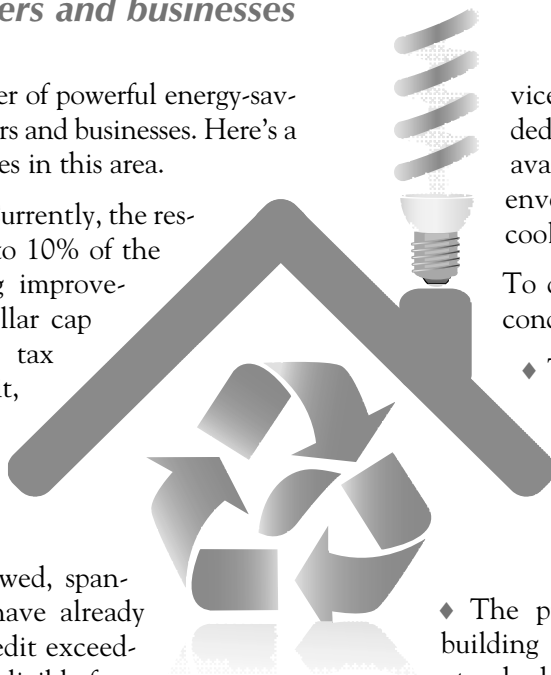 ers and businesses
er of powerful energy-sav-
rs and businesses. Here's a
es in this area.
urrently, the res-
to 10% of the
g improve-
llar cap
tax
t,
wed, span-
have already
edit exceed-
vice
ded
ava
enve
cool
To c
conc
♦ T
♦ The p
building